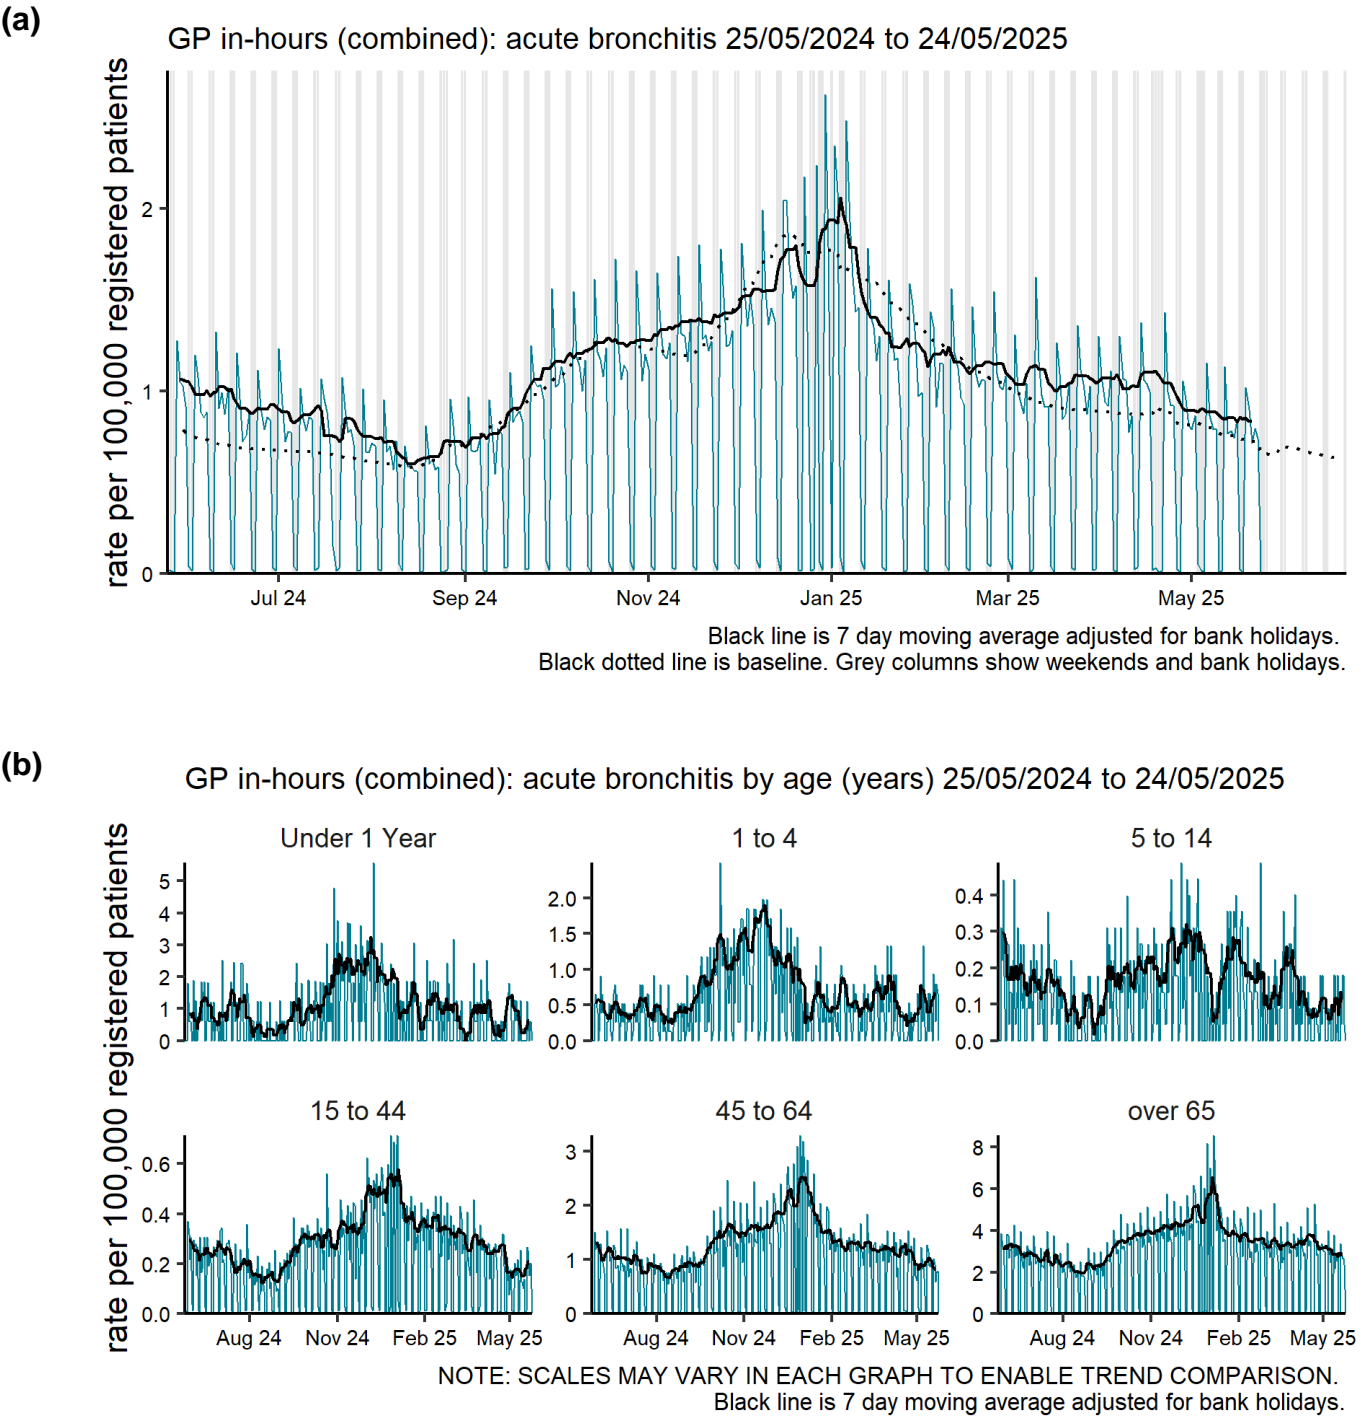 (a)
GP in-hours (combined): acute bronchitis 25/05/2024 to 24/05/2025
rate per 100,000 registered patients
2
1
0
Jul 24 Sep 24 Nov 24 Jan 25 Mar 25 May 25
Black line is 7 day moving average adjusted for bank holidays.
Black dotted line is baseline. Grey columns show weekends and bank holidays.
(b)
GP in-hours (combined): acute bronchitis by age (years) 25/05/2024 to 24/05/2025
rate per 100,000 registered patients
Under 1 Year
5
4
3
2
1
0
1 to 4
2.0
1.5
1.0
0.5
0.0
5 to 14
0.4
0.3
0.2
0.1
0.0
15 to 44
0.6
0.4
0.2
0.0
Aug 24 Nov 24 Feb 25 May 25
45 to 64
3
2
1
0
Aug 24 Nov 24 Feb 25 May 25
over 65
8
6
4
2
0
Aug 24 Nov 24 Feb 25 May 25
NOTE: SCALES MAY VARY IN EACH GRAPH TO ENABLE TREND COMPARISON.
Black line is 7 day moving average adjusted for bank holidays.